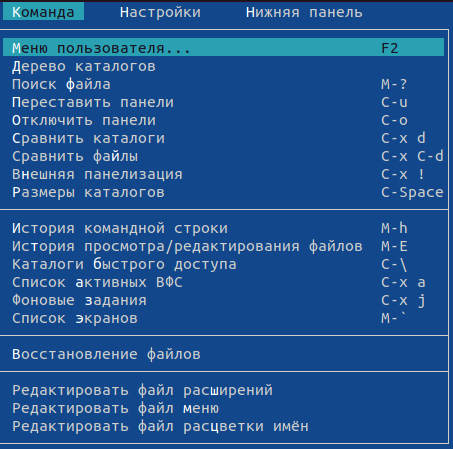 Команда Настройки Нижняя панель
Меню пользователя... F2
Дерево каталогов
Поиск файла M-?
Переставить панели C-u
Отключить панели C-o
Сравнить каталоги C-x d
Сравнить файлы C-x C-d
Внешняя панелизация C-x !
Размеры каталогов C-Space
История командной строки M-h
История просмотра/редактирования файлов M-E
Каталоги быстрого доступа C-\
Список активных ВФС C-x a
Фоновые задания C-x j
Список экранов M-`
Восстановление файлов
Редактировать файл расширений
Редактировать файл меню
Редактировать файл расцветки имён